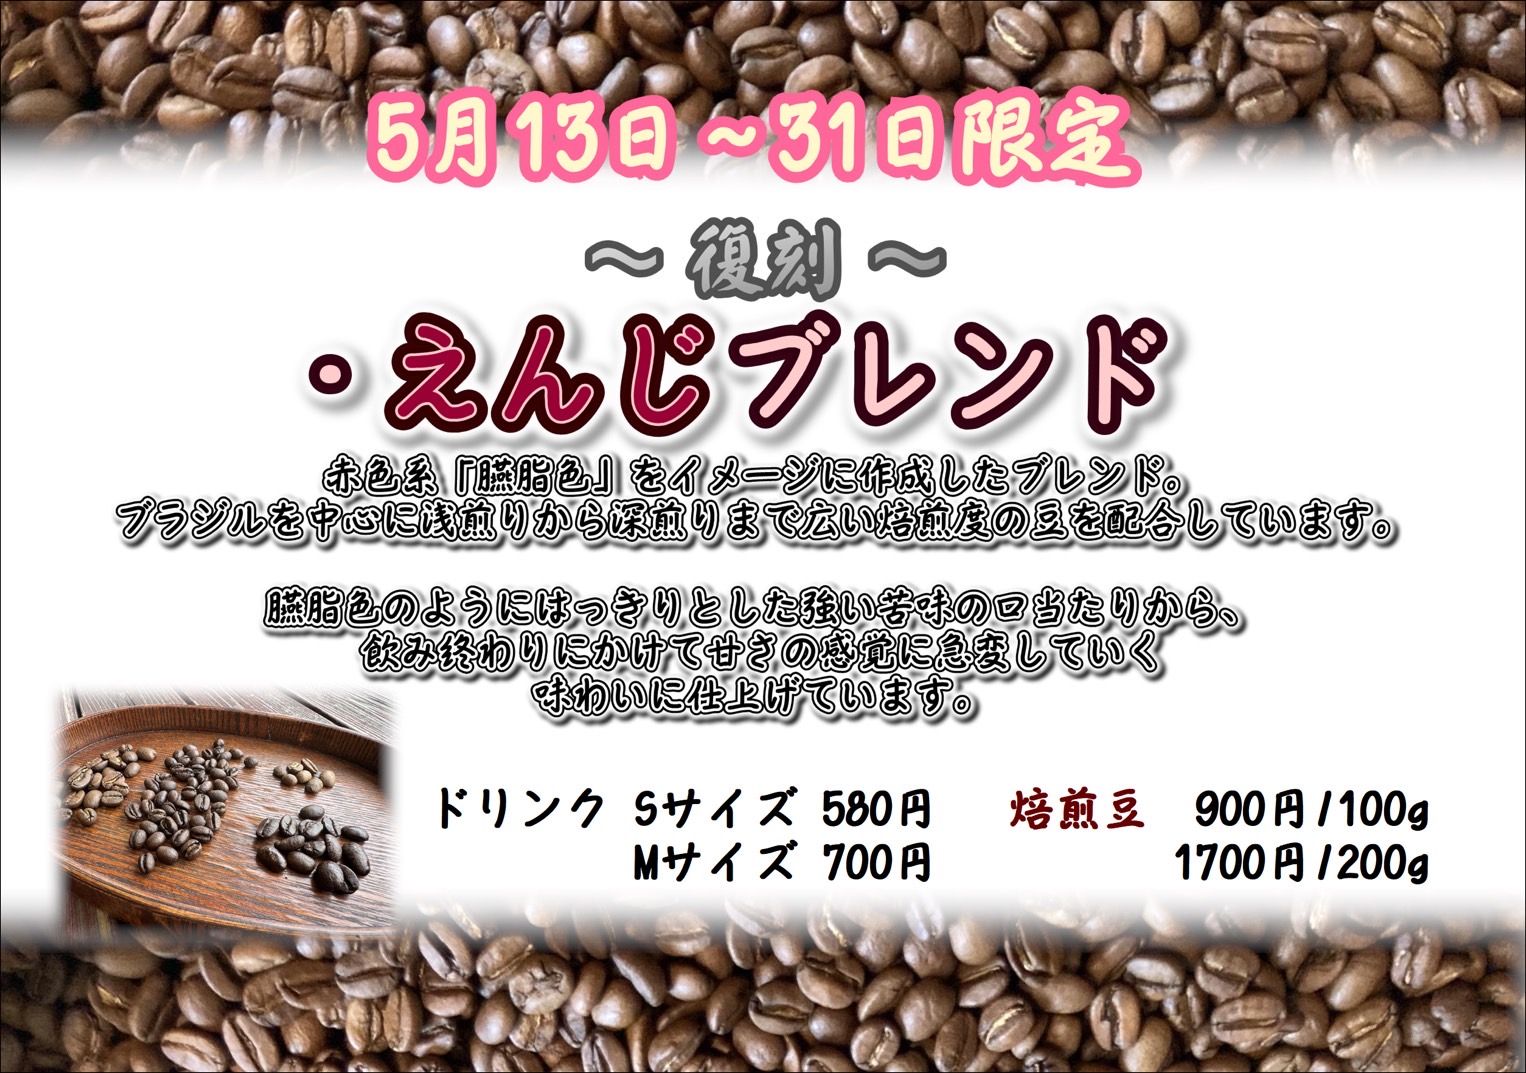 5月13日～31日限定
～ 復刻 ～
・えんじブレンド
赤色系「臙脂色」をイメージに作成したブレンド。
ブラジルを中心に浅煎りから深煎りまで広い焙煎度の豆を配合しています。
臙脂色のようにはっきりとした強い苦味の口当たりから、
飲み終わりにかけて甘さの感覚に急変していく
味わいに仕上げています。
ドリンク Sサイズ 580円 焙煎豆 900円/100g
Mサイズ 700円 1700円/200g